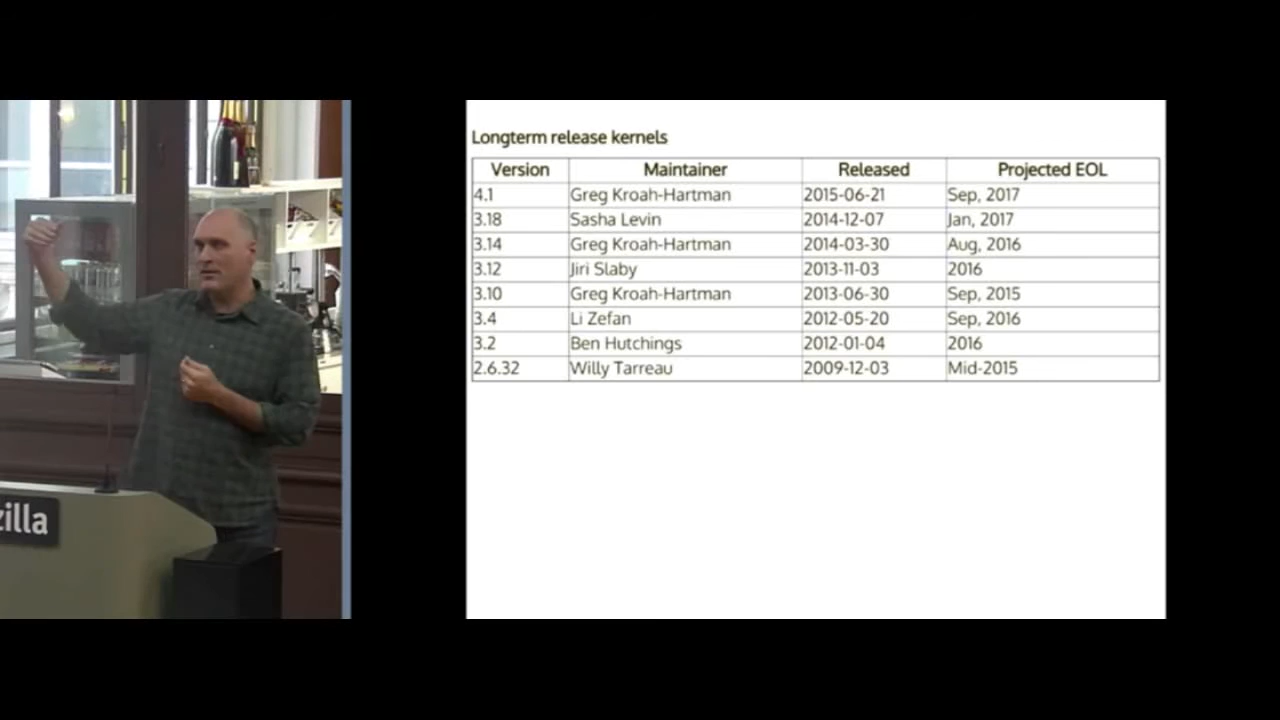 Longterm release kernels
Version Maintainer Released Projected EOL
4.1 Greg Kroah-Hartman 2015-06-21 Sep, 2017
3.18 Sasha Levin 2014-12-07 Jan, 2017
3.14 Greg Kroah-Hartman 2014-03-30 Aug, 2016
3.12 Jiri Slaby 2013-11-03 2016
3.10 Greg Kroah-Hartman 2013-06-30 Sep, 2015
3.4 Li Zefan 2012-05-20 Sep, 2016
3.2 Ben Hutchings 2012-01-04 2016
2.6.32 Willy Tarreau 2009-12-03 Mid-2015
zilla